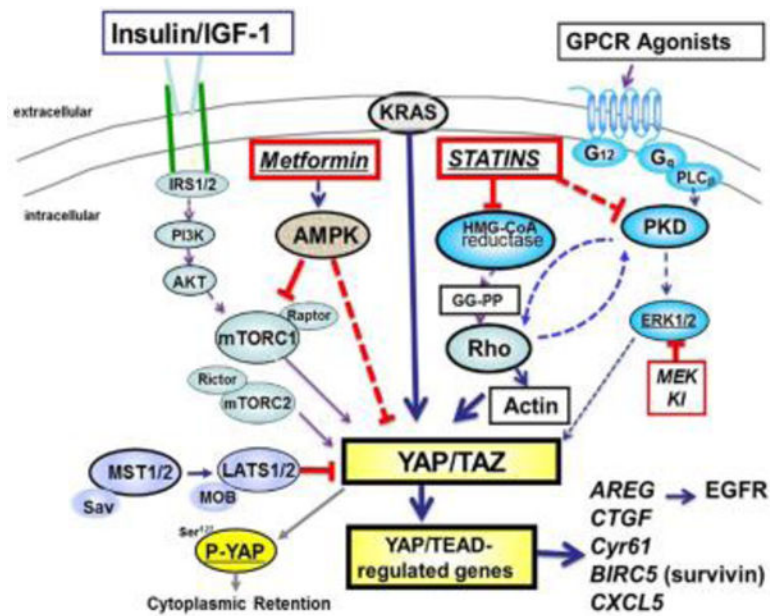 Insulin/IGF-1
GPCR Agonists
extracellular
KRAS
Metformin
STATINS
G12
Gq
PLCβ
IRS1/2
intracellular
PI3K
AMPK
HMG-CoA
reductase
PKD
AKT
GG-PP
Raptor
mTORC1
Rho
ERK1/2
Rictor
mTORC2
Actin
MEK
KI
MST1/2
LATS1/2
YAP/TAZ
Sav
MOB
AREG
EGFR
CTGF
Cyr61
BIRC5 (survivin)
CXCL5
Ser127
P-YAP
YAP/TEAD-
regulated genes
Cytoplasmic Retention